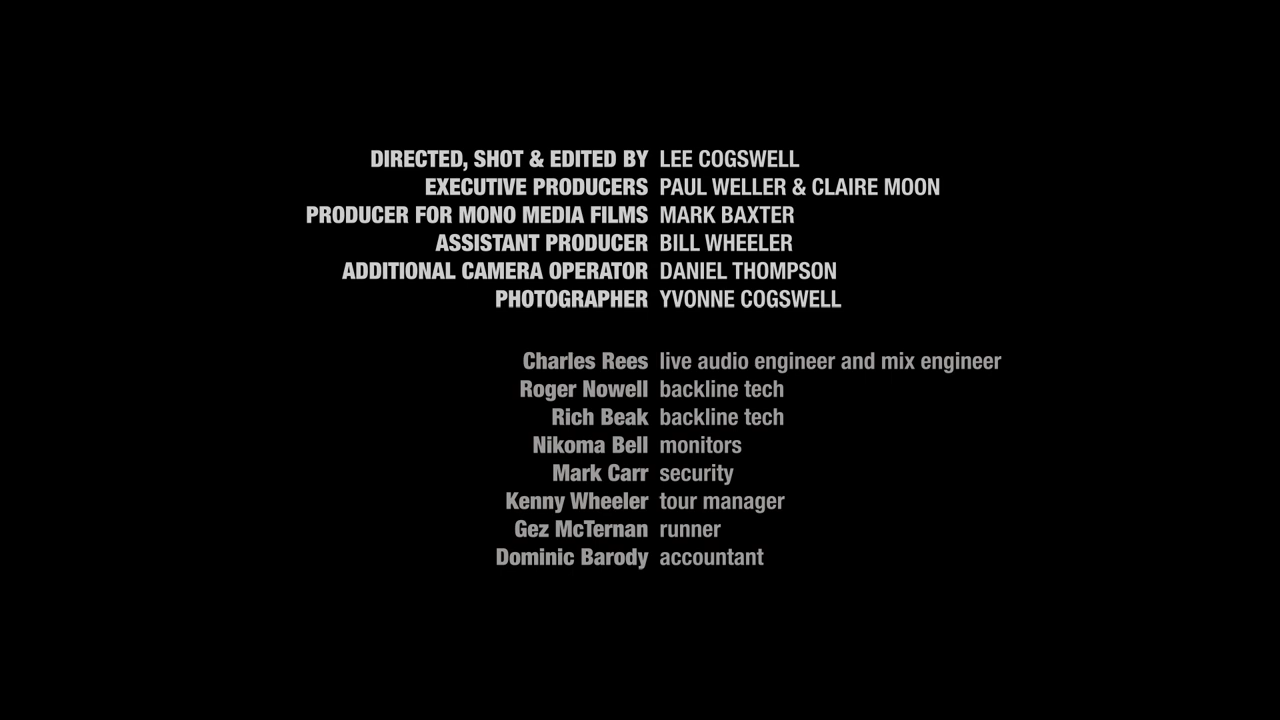 DIRECTED, SHOT & EDITED BY LEE COGSWELL
EXECUTIVE PRODUCERS PAUL WELLER & CLAIRE MOON
PRODUCER FOR MONO MEDIA FILMS MARK BAXTER
ASSISTANT PRODUCER BILL WHEELER
ADDITIONAL CAMERA OPERATOR DANIEL THOMPSON
PHOTOGRAPHER YVONNE COGSWELL
Charles Rees live audio engineer and mix engineer
Roger Nowell backline tech
Rich Beak backline tech
Nikoma Bell monitors
Mark Carr security
Kenny Wheeler tour manager
Gez McTernan runner
Dominic Barody accountant